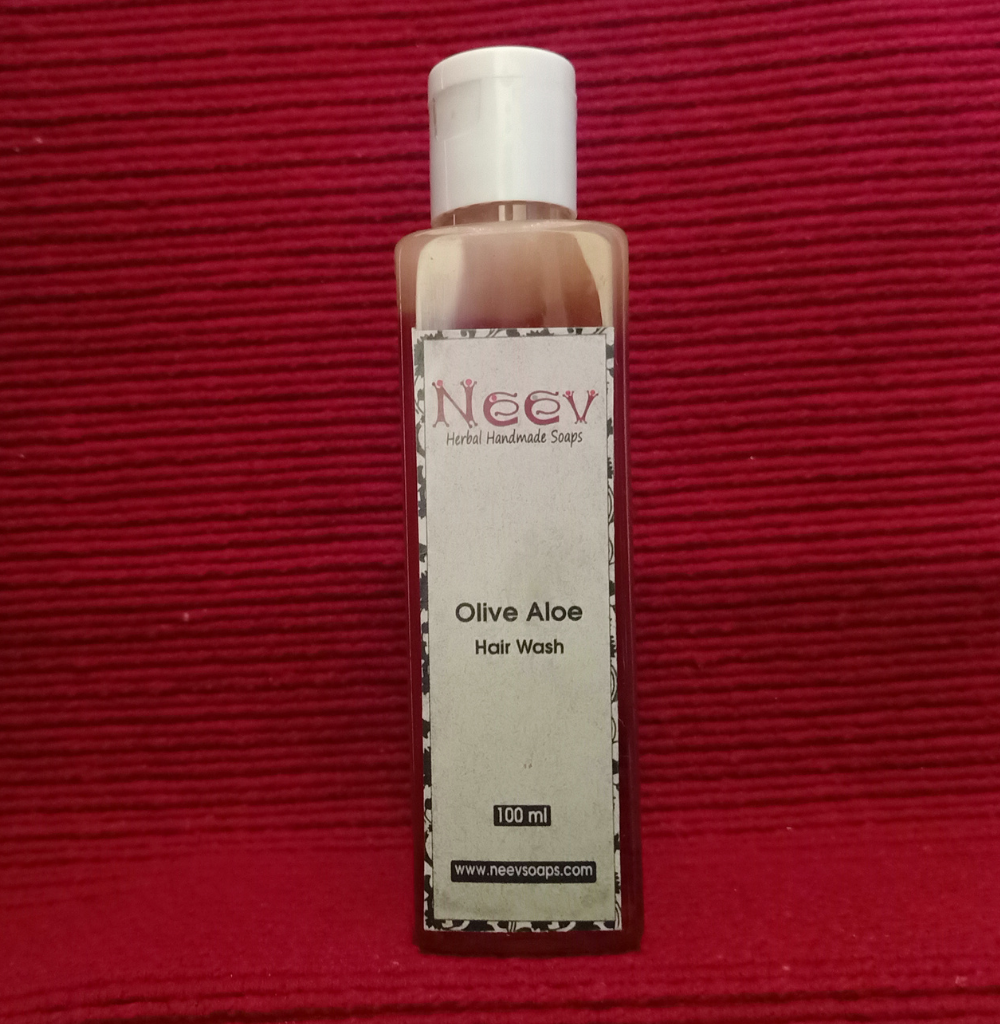 Neev
Herbal Handmade Soaps
Olive Aloe
Hair Wash
100 ml
www.neevsoaps.com